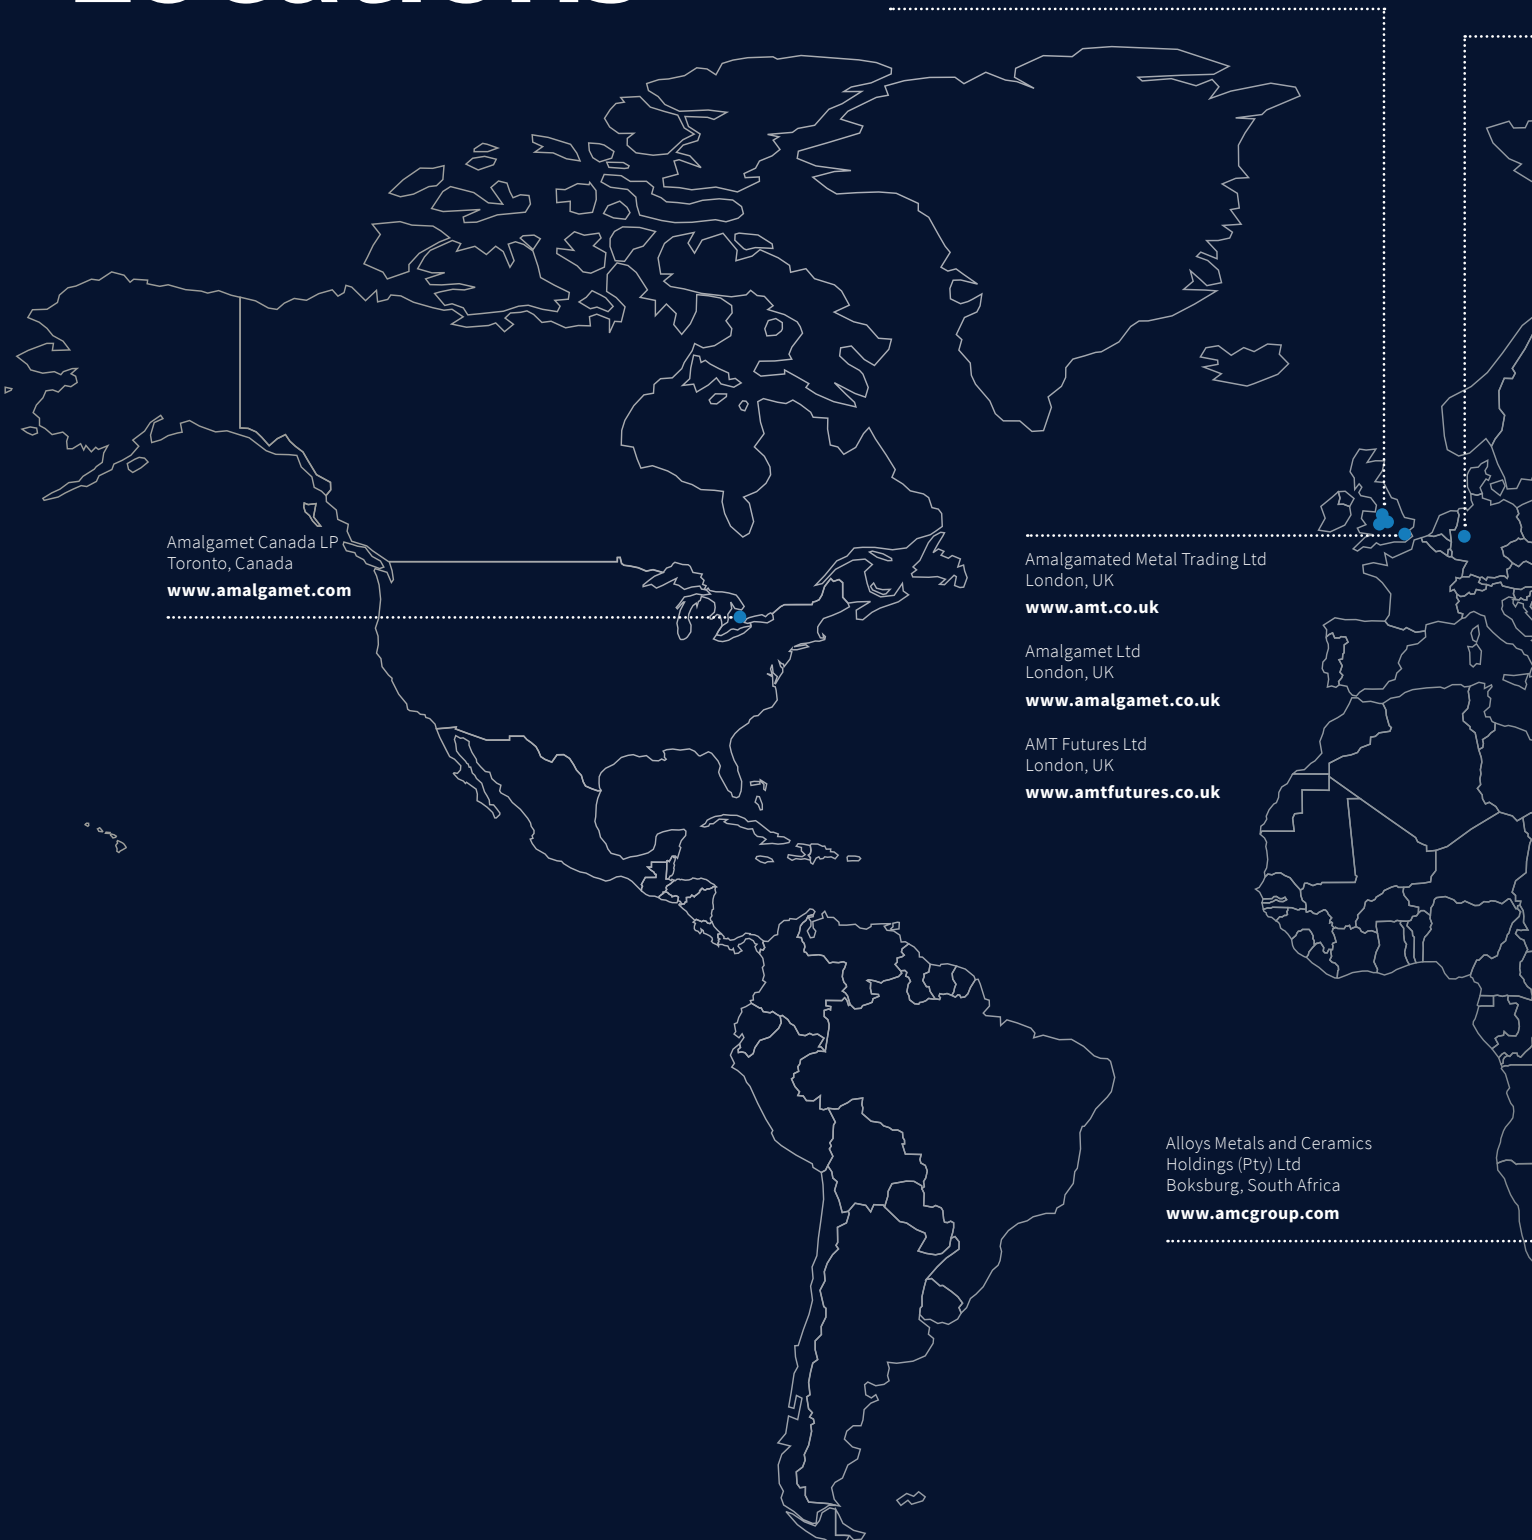 Locations
Amalgamet Canada LP
Toronto, Canada
www.amalgamet.com
Amalgamated Metal Trading Ltd
London, UK
www.amt.co.uk
Amalgamet Ltd
London, UK
www.amalgamet.co.uk
AMT Futures Ltd
London, UK
www.amtfutures.co.uk
Alloys Metals and Ceramics
Holdings (Pty) Ltd
Boksburg, South Africa
www.amcgroup.com